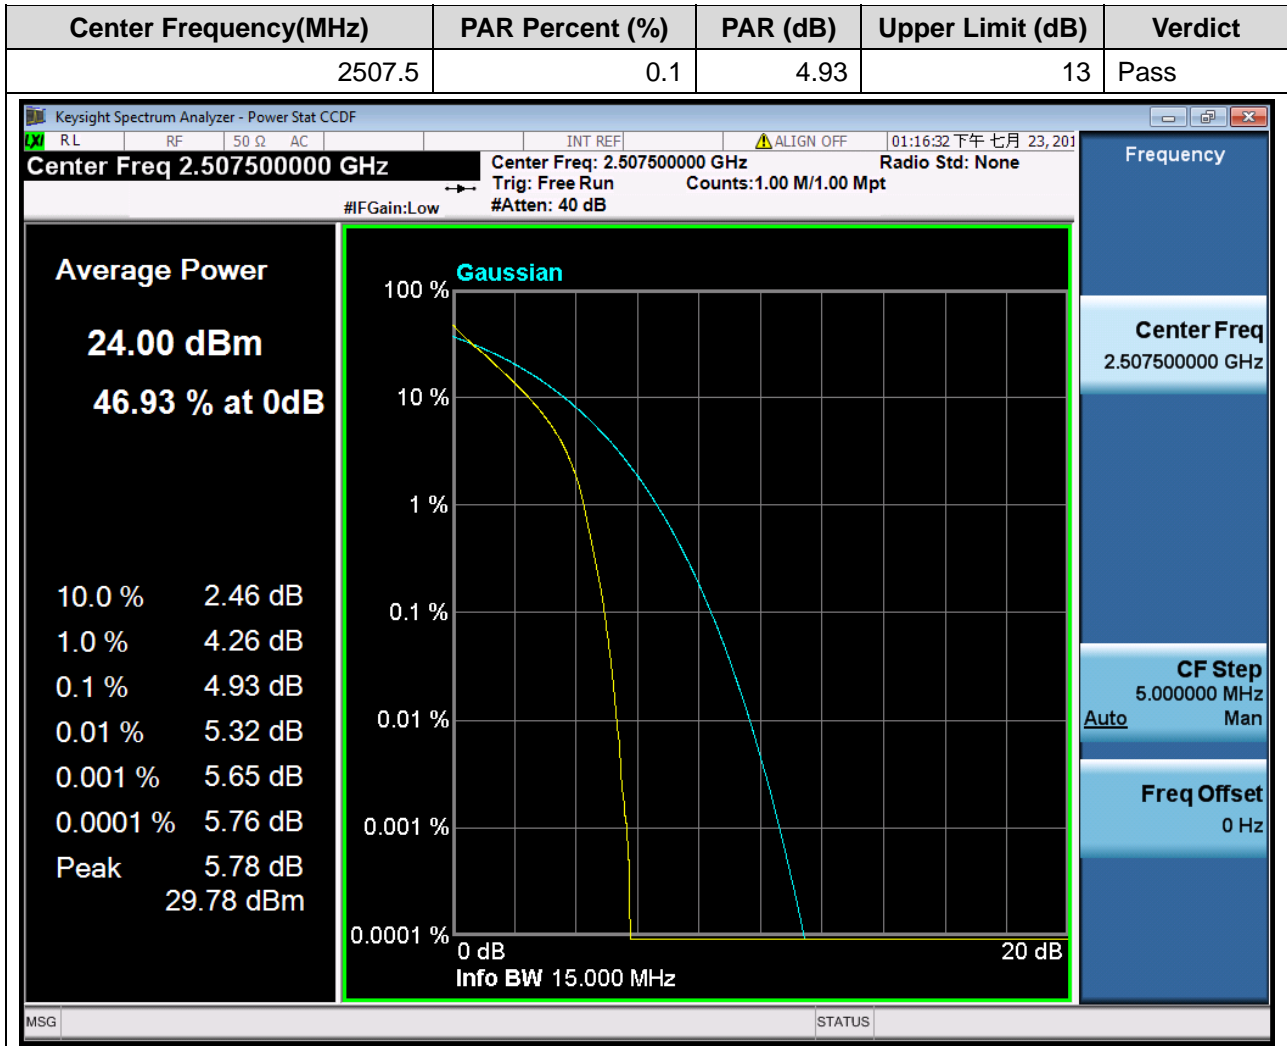 Center Frequency(MHz) PAR Percent (%) PAR (dB) Upper Limit (dB) Verdict
2507.5 0.1 4.93 13 Pass
Keysight Spectrum Analyzer - Power Stat CCDF
LXI RL RF 50 Ω AC INT REF ALIGN OFF 01:16:32 下午 七月 23, 201
Center Freq 2.507500000 GHz
Center Freq: 2.507500000 GHz Radio Std: None
Trig: Free Run Counts:1.00 M/1.00 Mpt
#IFGain:Low #Atten: 40 dB
Average Power
24.00 dBm
46.93 % at 0dB
10.0 % 2.46 dB
1.0 % 4.26 dB
0.1 % 4.93 dB
0.01 % 5.32 dB
0.001 % 5.65 dB
0.0001 % 5.76 dB
Peak 5.78 dB
29.78 dBm
Gaussian
100 %
10 %
1 %
0.1 %
0.01 %
0.001 %
0.0001 %
0 dB 20 dB
Info BW 15.000 MHz
Frequency
Center Freq
2.507500000 GHz
CF Step
5.000000 MHz
Auto Man
Freq Offset
0 Hz
MSG STATUS